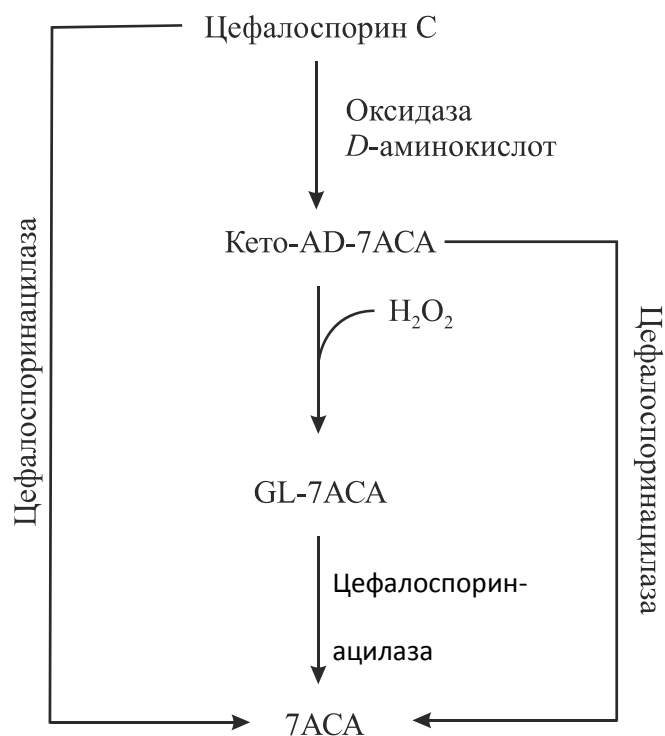 Цефалоспорин С
Оксидаза
D-аминокислот
Кето-AD-7ACA
H₂O₂
Цефалоспоринацилаза
Цефалоспоринацилаза
GL-7ACA
Цефалоспорин-
ацилаза
7ACA